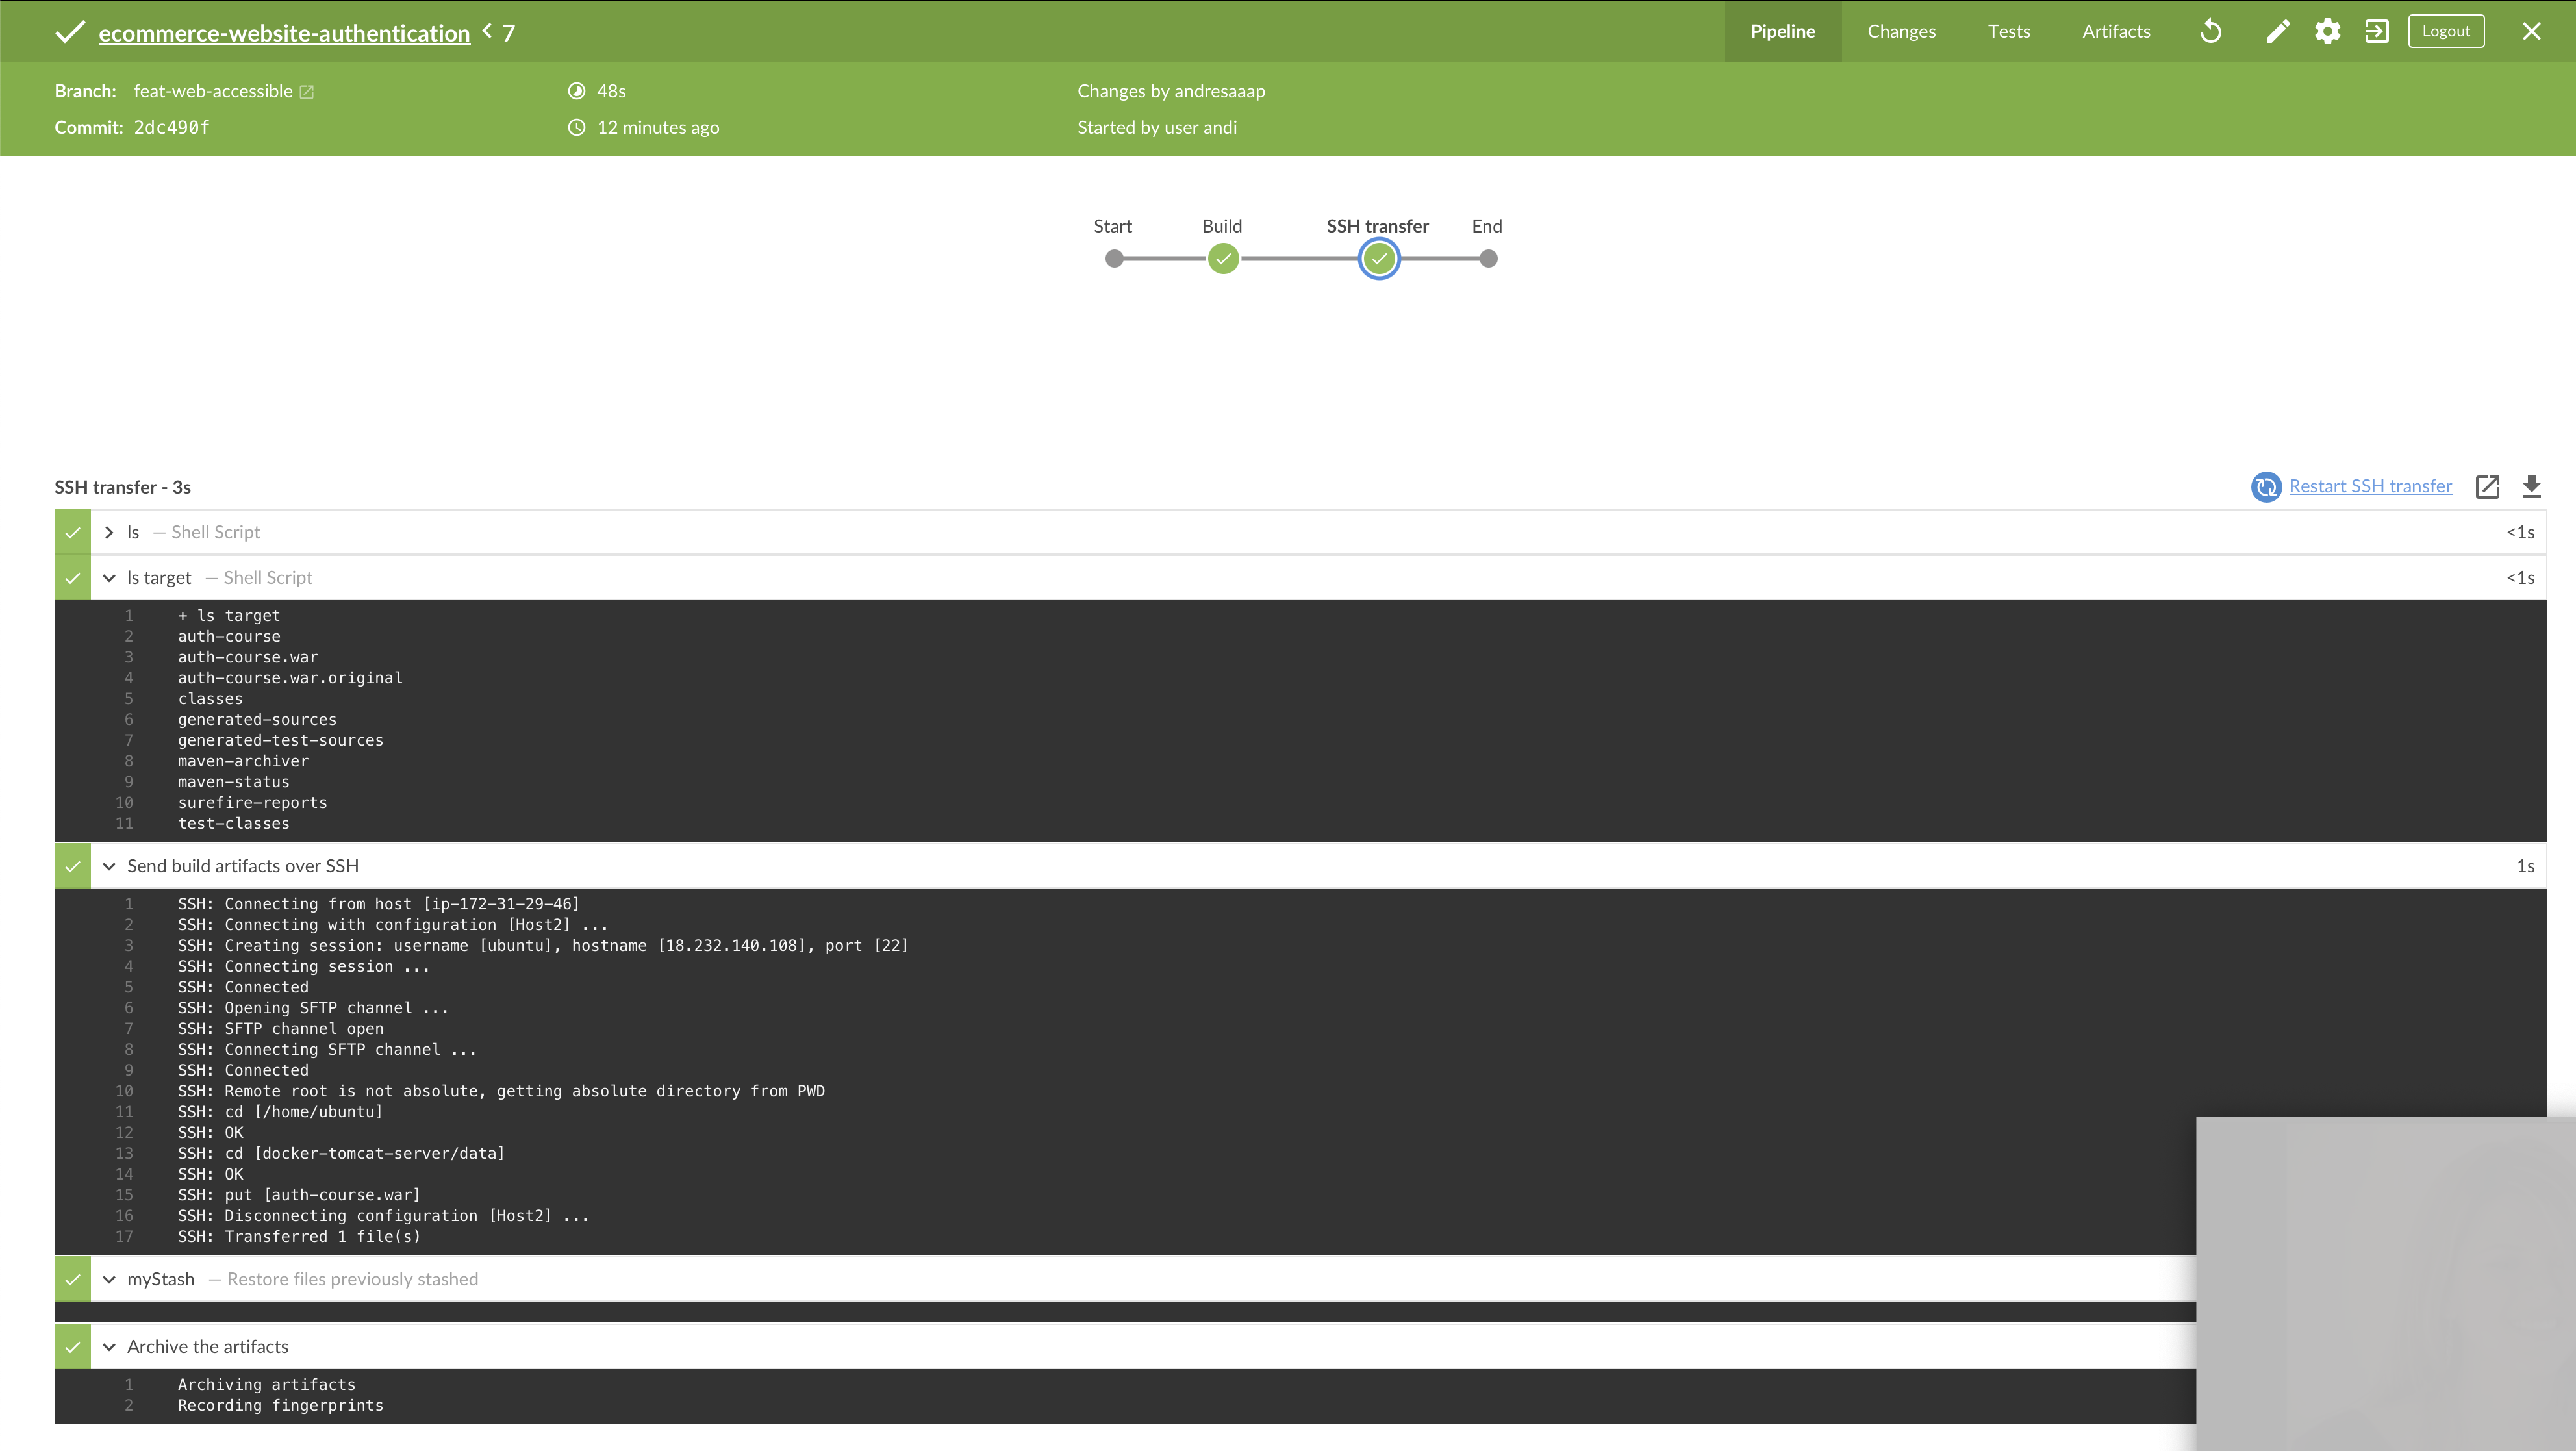 ecommerce-website-authentication < 7
Pipeline Changes Tests Artifacts Logout
Branch: feat-web-accessible 48s Changes by andresaaap
Commit: 2dc490f 12 minutes ago Started by user andi
Start Build SSH transfer End
SSH transfer - 3s Restart SSH transfer
ls — Shell Script <1s
ls target — Shell Script <1s
1 + ls target
2 auth-course
3 auth-course.war
4 auth-course.war.original
5 classes
6 generated-sources
7 generated-test-sources
8 maven-archiver
9 maven-status
10 surefire-reports
11 test-classes
Send build artifacts over SSH 1s
1 SSH: Connecting from host [ip-172-31-29-46]
2 SSH: Connecting with configuration [Host2] ...
3 SSH: Creating session: username [ubuntu], hostname [18.232.140.108], port [22]
4 SSH: Connecting session ...
5 SSH: Connected
6 SSH: Opening SFTP channel ...
7 SSH: SFTP channel open
8 SSH: Connecting SFTP channel ...
9 SSH: Connected
10 SSH: Remote root is not absolute, getting absolute directory from PWD
11 SSH: cd [/home/ubuntu]
12 SSH: OK
13 SSH: cd [docker-tomcat-server/data]
14 SSH: OK
15 SSH: put [auth-course.war]
16 SSH: Disconnecting configuration [Host2] ...
17 SSH: Transferred 1 file(s)
myStash — Restore files previously stashed
Archive the artifacts
1 Archiving artifacts
2 Recording fingerprints